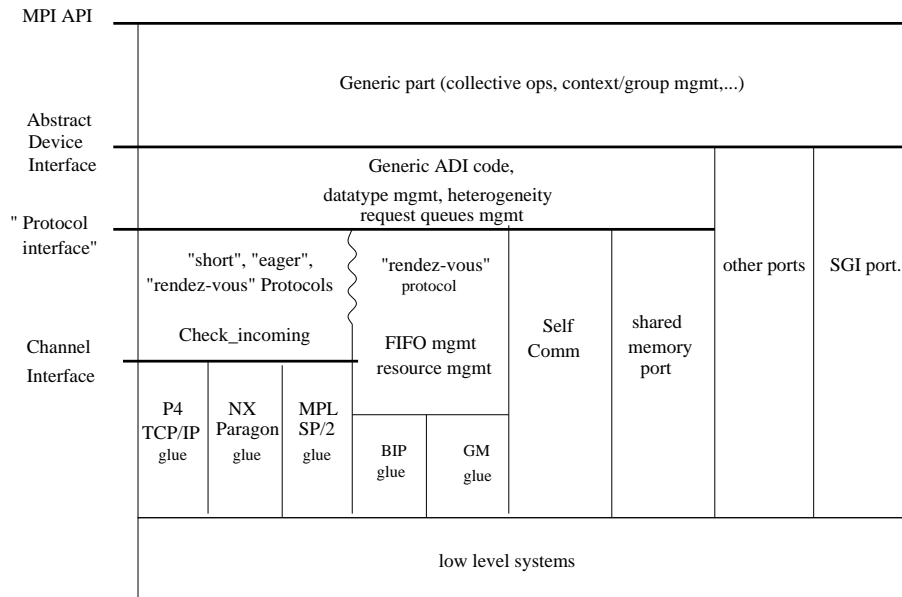 MPI API
Generic part (collective ops, context/group mgmt,...)
Abstract
Device
Interface
Generic ADI code,
datatype mgmt, heterogeneity
request queues mgmt
" Protocol
interface"
"short", "eager",
"rendez-vous" Protocols
Check_incoming
"rendez-vous"
protocol
FIFO mgmt
resource mgmt
Self
Comm
shared
memory
port
other ports
SGI port.
Channel
Interface
P4
TCP/IP
glue
NX
Paragon
glue
MPL
SP/2
glue
BIP
glue
GM
glue
low level systems